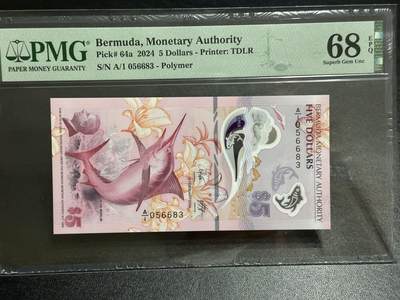 PMG
PAPER MONEY GUARANTY
Bermuda, Monetary Authority
Pick# 64a 2024 5 Dollars - Printer: TDLR
S/N A/1 056683 - Polymer
68 EPQ
Superb Gem Unc
BERMUDA MONETARY AUTHORITY
FIVE DOLLARS
A/1 056683
$5
A/1 056683
$5